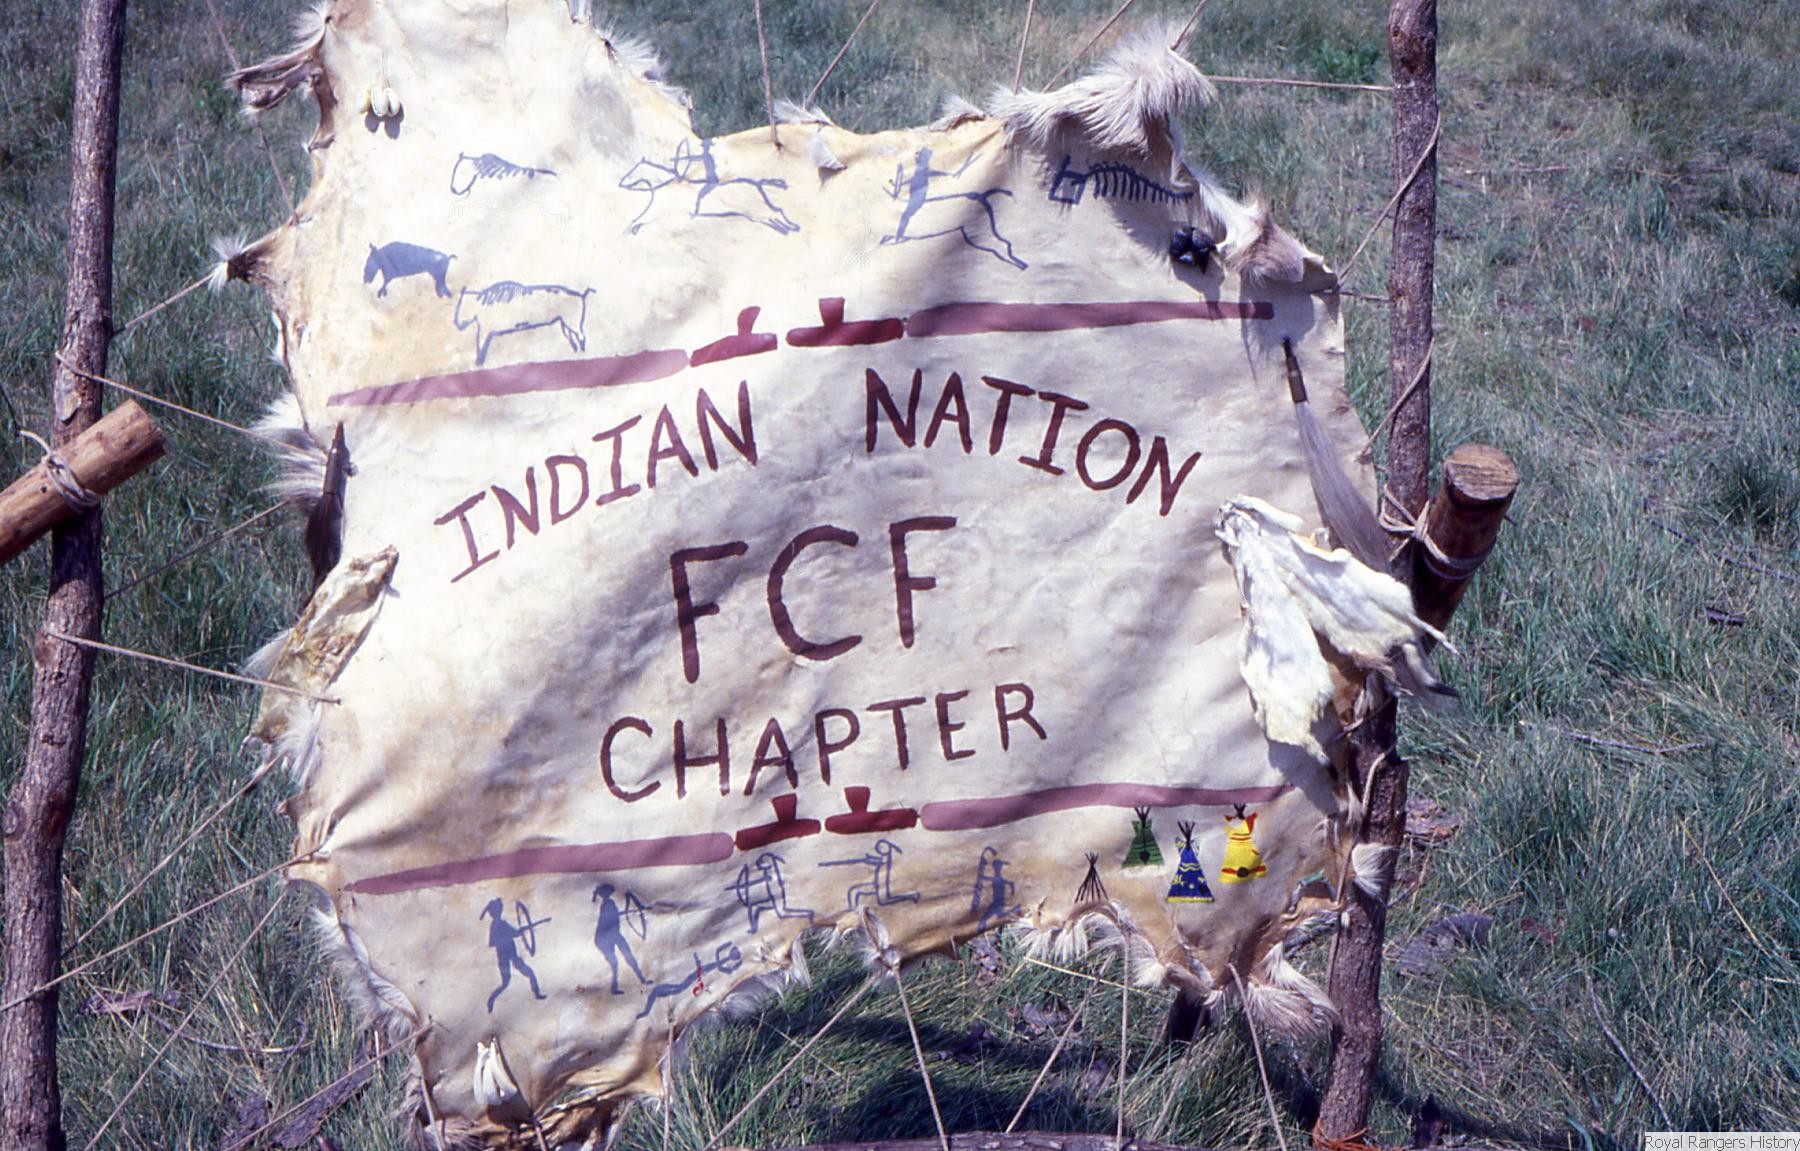 INDIAN NATION
FCF
CHAPTER
Royal Rangers History